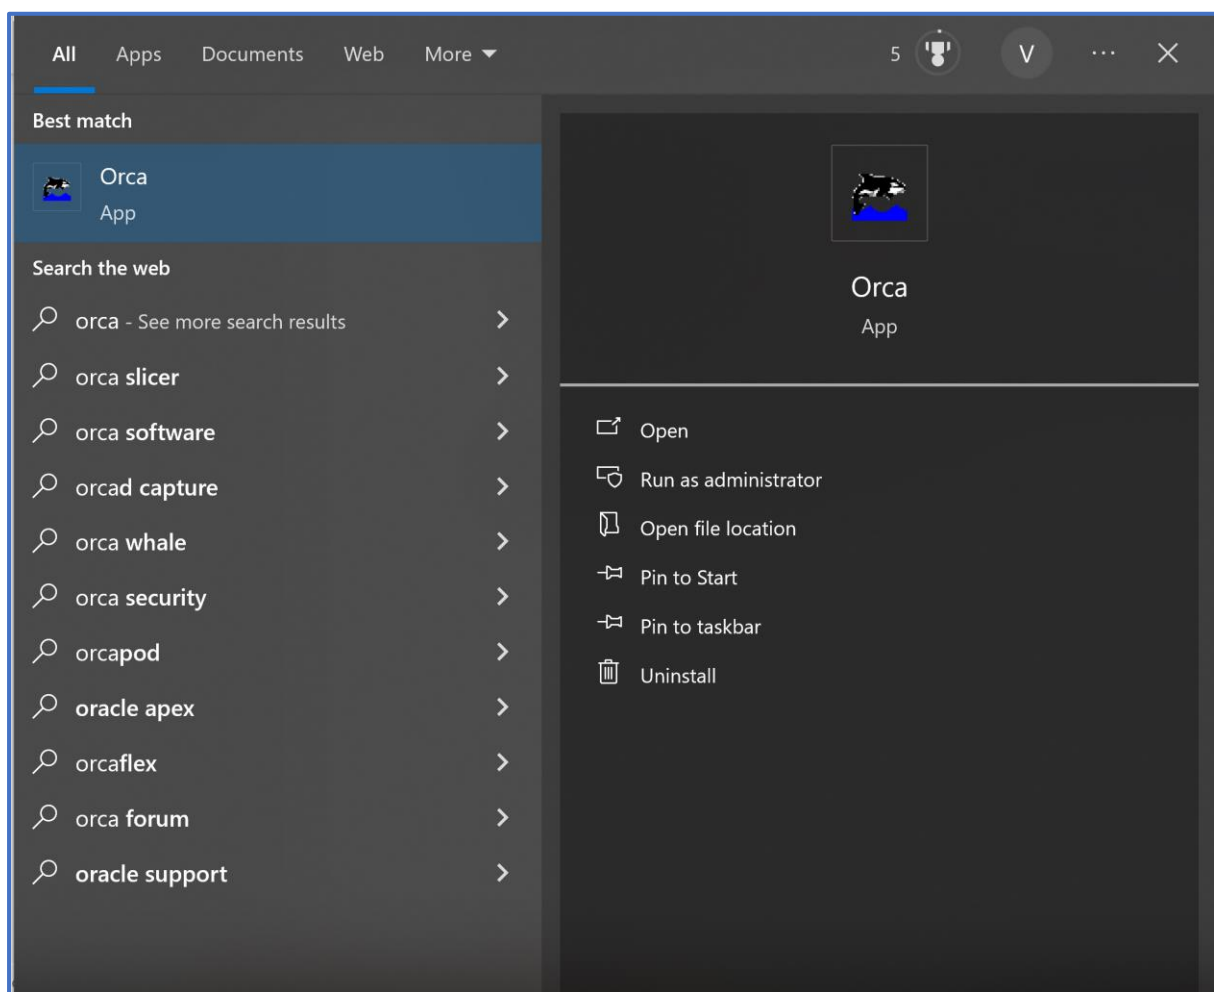 All Apps Documents Web More 5 V ...
Best match
Orca
App
Search the web
orca - See more search results
orca slicer
orca software
orcad capture
orca whale
orca security
orcapod
oracle apex
orcaflex
orca forum
oracle support
Orca
App
Open
Run as administrator
Open file location
Pin to Start
Pin to taskbar
Uninstall